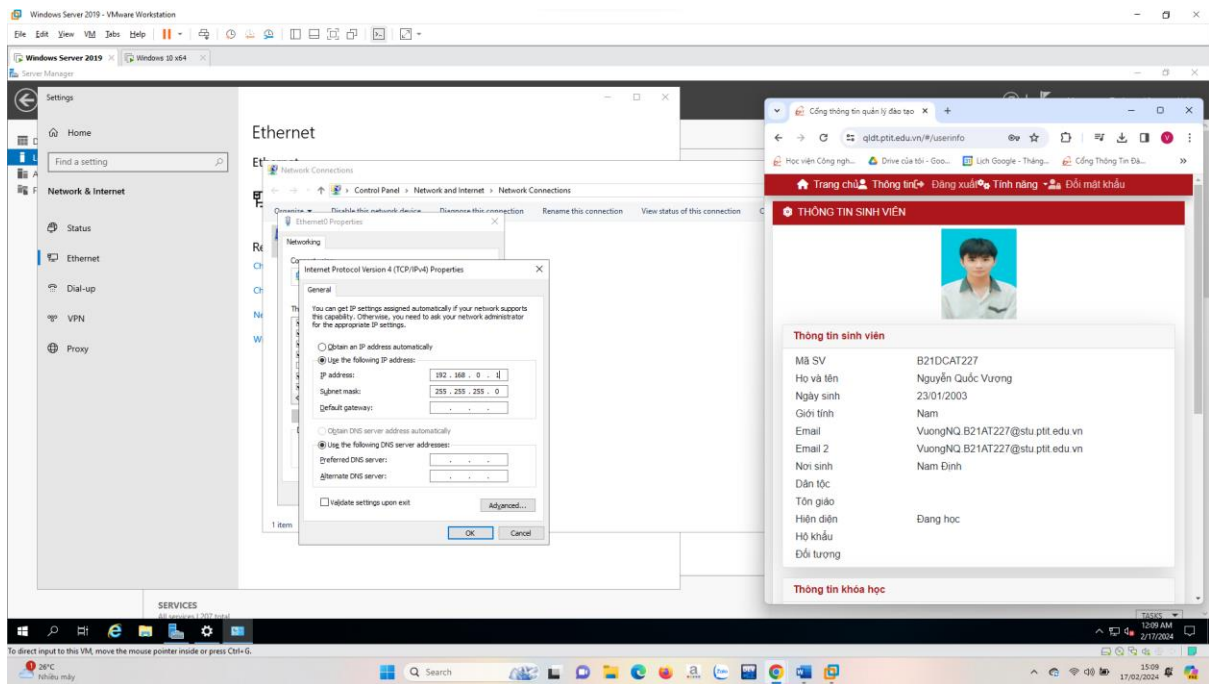 Windows Server 2019 - VMware Workstation
File Edit View VM Tabs Help
Windows Server 2019 Windows 10 x64
Server Manager
Settings
Home
Find a setting
Network & Internet
Status
Ethernet
Dial-up
VPN
Proxy
Ethernet
Network Connections
Control Panel > Network and Internet > Network Connections
Organize Disable this network device Diagnose this connection Rename this connection View status of this connection
Ethernet0 Properties
Networking
Internet Protocol Version 4 (TCP/IPv4) Properties
General
You can get IP settings assigned automatically if your network supports
this capability. Otherwise, you need to ask your network administrator
for the appropriate IP settings.
Obtain an IP address automatically
Use the following IP address:
IP address: 192 . 168 . 0 . 1
Subnet mask: 255 . 255 . 255 . 0
Default gateway: . . .
Obtain DNS server address automatically
Use the following DNS server addresses:
Preferred DNS server: . . .
Alternate DNS server: . . .
Validate settings upon exit
Advanced...
OK Cancel
1 item
SERVICES
All services | 207 total
TASKS
Cổng thông tin quản lý đào tạo
qldt.ptit.edu.vn/#/userinfo
Học viện Công ngh... Drive của tôi - Goo... Lịch Google - Tháng... Cổng Thông Tin Đà...
Trang chủ Thông tin Đăng xuất Tính năng Đổi mật khẩu
THÔNG TIN SINH VIÊN
Thông tin sinh viên
Mã SV B21DCAT227
Họ và tên Nguyễn Quốc Vượng
Ngày sinh 23/01/2003
Giới tính Nam
Email VuongNQ.B21AT227@stu.ptit.edu.vn
Email 2 VuongNQ.B21AT227@stu.ptit.edu.vn
Nơi sinh Nam Định
Dân tộc
Tôn giáo
Hiện diện Đang học
Hộ khẩu
Đối tượng
Thông tin khóa học
12:09 AM
2/17/2024
To direct input to this VM, move the mouse pointer inside or press Ctrl+G.
26°C
Nhiều mây
Search
15:09
17/02/2024